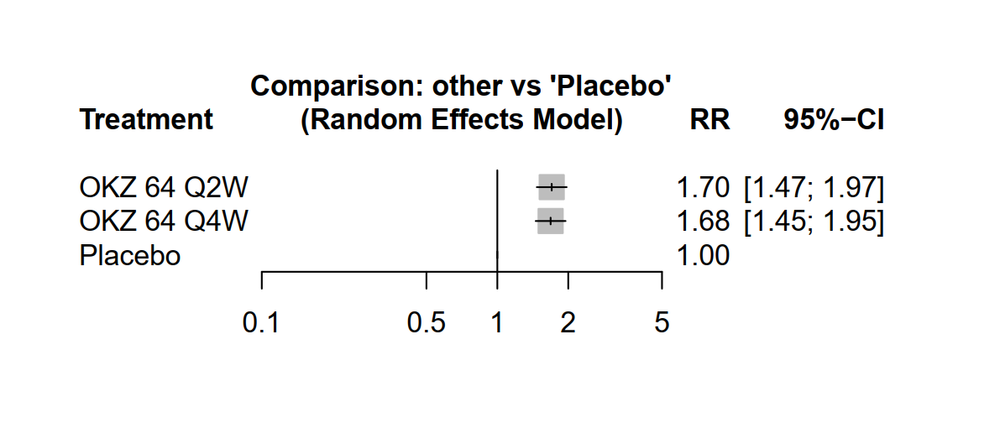 Comparison: other vs 'Placebo'
Treatment (Random Effects Model) RR 95%−CI
OKZ 64 Q2W 1.70 [1.47; 1.97]
OKZ 64 Q4W 1.68 [1.45; 1.95]
Placebo 1.00
0.1 0.5 1 2 5